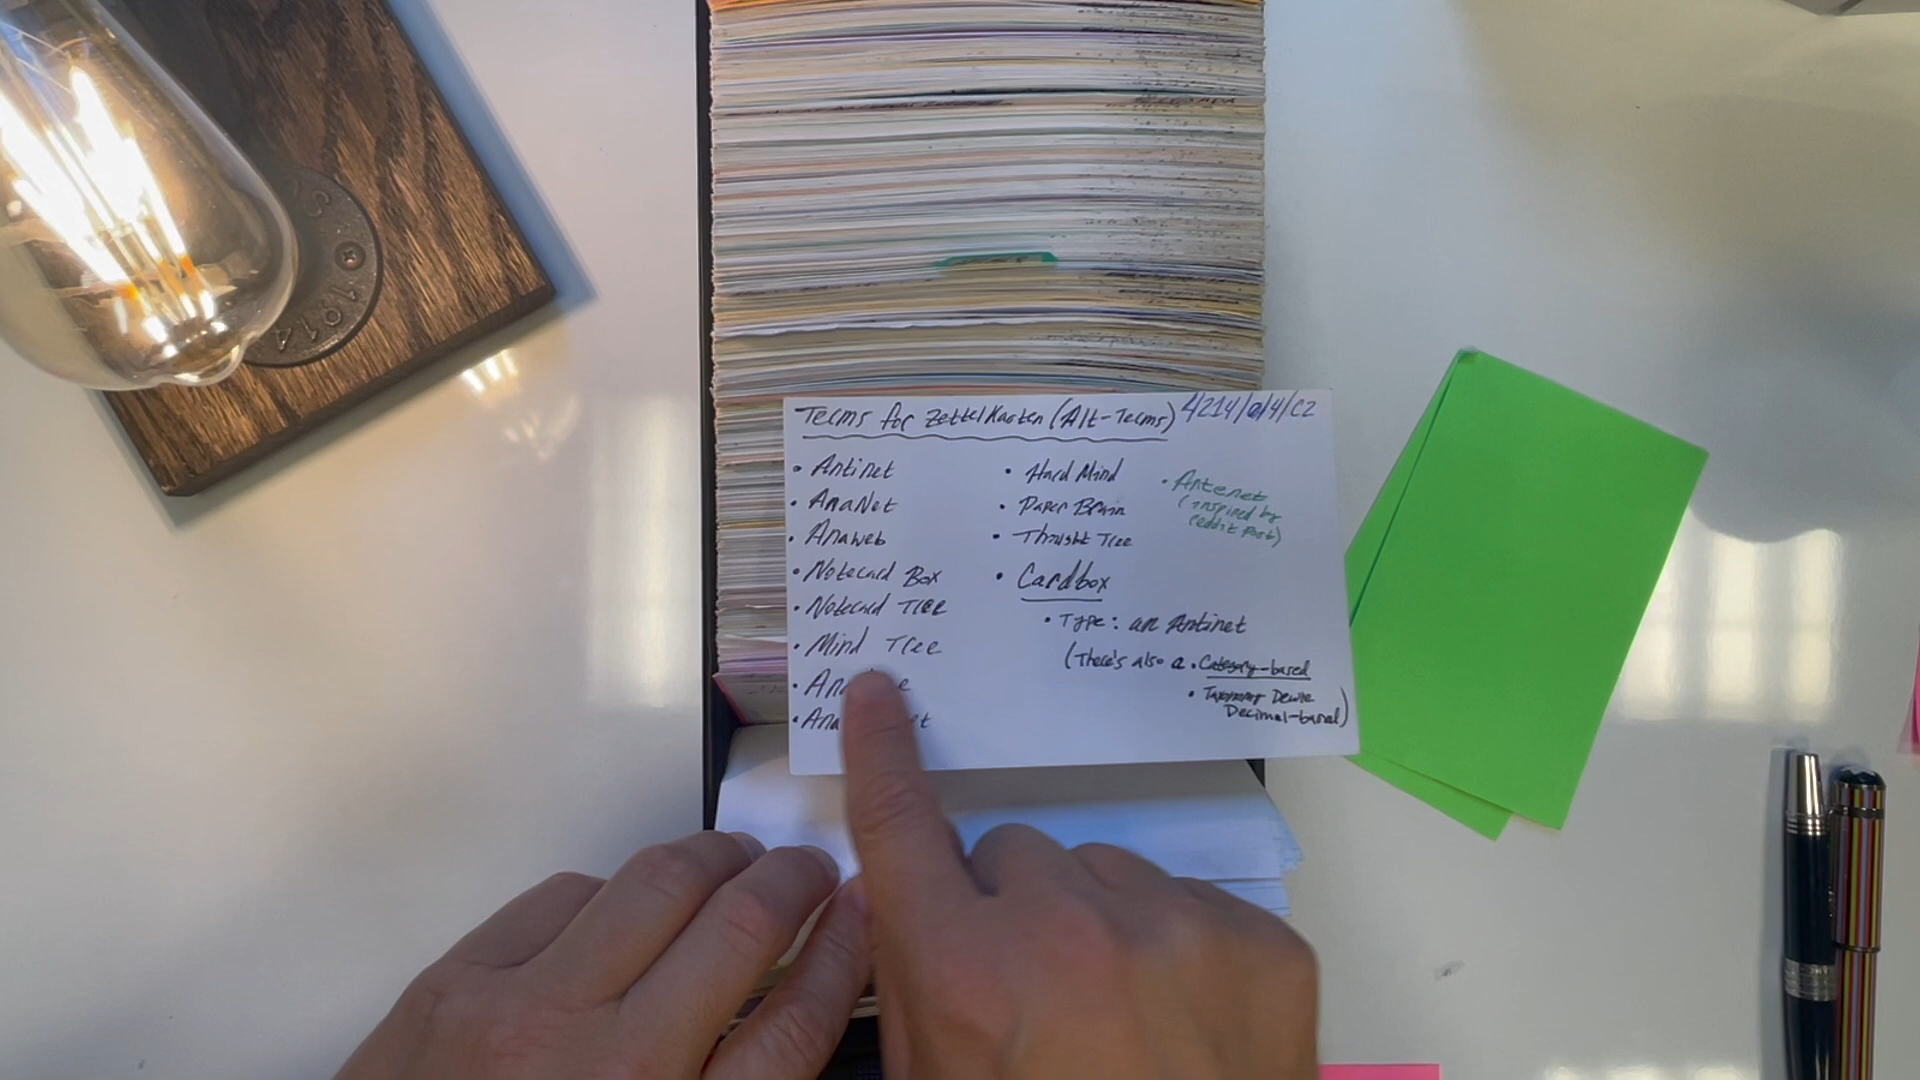 Terms for Zettelkasten (Alt-Terms) 4214/0/4/C2
• Antinet
• AnaNet
• Anaweb
• Notecard Box
• Notecard Tree
• Mind Tree
• Hard Mind
• Paper Brain
• Thought Tree
• Cardbox
• Type: an Antinet
(There's also a • Category-based
• Taxonomy Dewie
Decimal-based)
• Antenet
(inspired by
reddit post)
1914